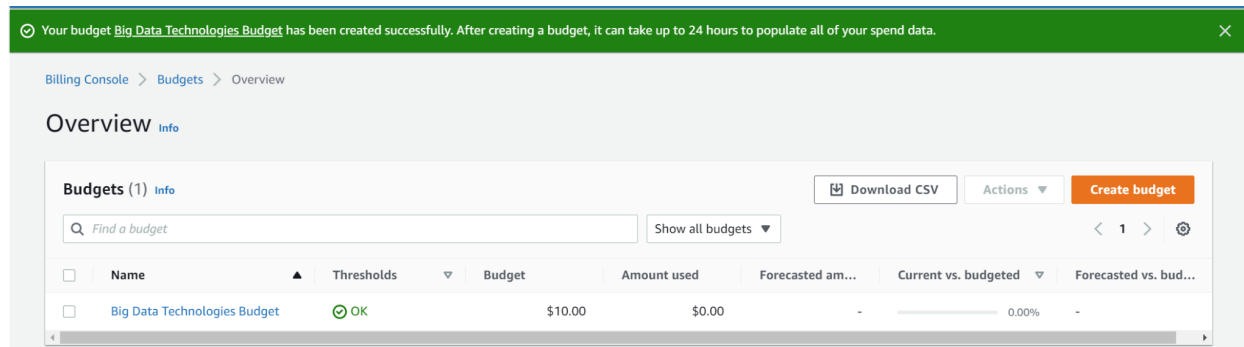 Your budget Big Data Technologies Budget has been created successfully. After creating a budget, it can take up to 24 hours to populate all of your spend data.
Billing Console > Budgets > Overview
Overview Info
Budgets (1) Info
Download CSV
Actions
Create budget
Find a budget
Show all budgets
1
Name Thresholds Budget Amount used Forecasted am... Current vs. budgeted Forecasted vs. bud...
Big Data Technologies Budget OK $10.00 $0.00 - 0.00% -